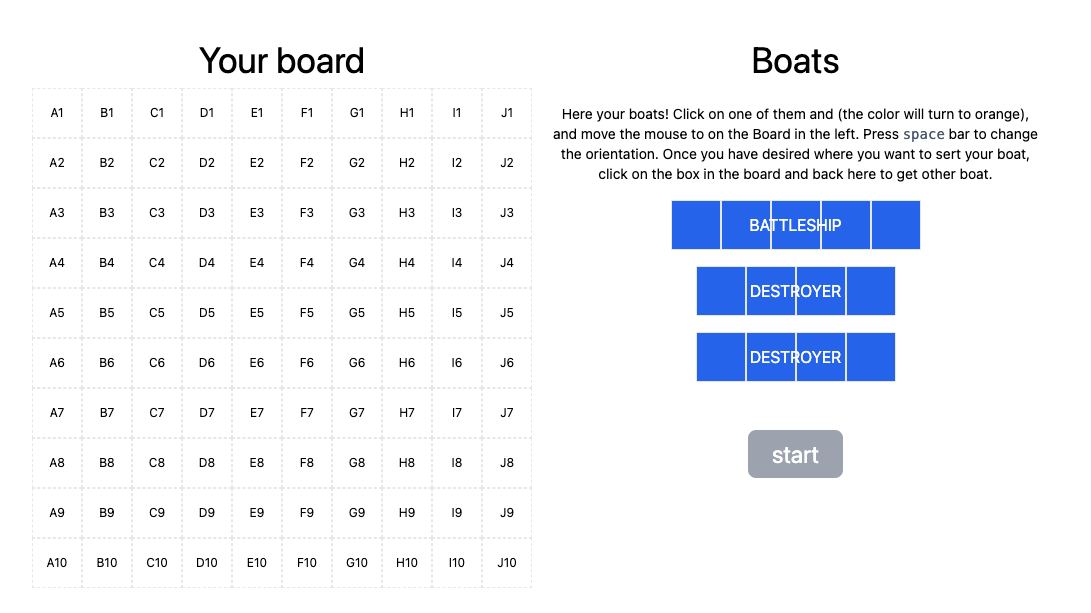 Your board
A1 B1 C1 D1 E1 F1 G1 H1 I1 J1
A2 B2 C2 D2 E2 F2 G2 H2 I2 J2
A3 B3 C3 D3 E3 F3 G3 H3 I3 J3
A4 B4 C4 D4 E4 F4 G4 H4 I4 J4
A5 B5 C5 D5 E5 F5 G5 H5 I5 J5
A6 B6 C6 D6 E6 F6 G6 H6 I6 J6
A7 B7 C7 D7 E7 F7 G7 H7 I7 J7
A8 B8 C8 D8 E8 F8 G8 H8 I8 J8
A9 B9 C9 D9 E9 F9 G9 H9 I9 J9
A10 B10 C10 D10 E10 F10 G10 H10 I10 J10
Boats
Here your boats! Click on one of them and (the color will turn to orange),
and move the mouse to on the Board in the left. Press space bar to change
the orientation. Once you have desired where you want to sert your boat,
click on the box in the board and back here to get other boat.
BATTLESHIP
DESTROYER
DESTROYER
start